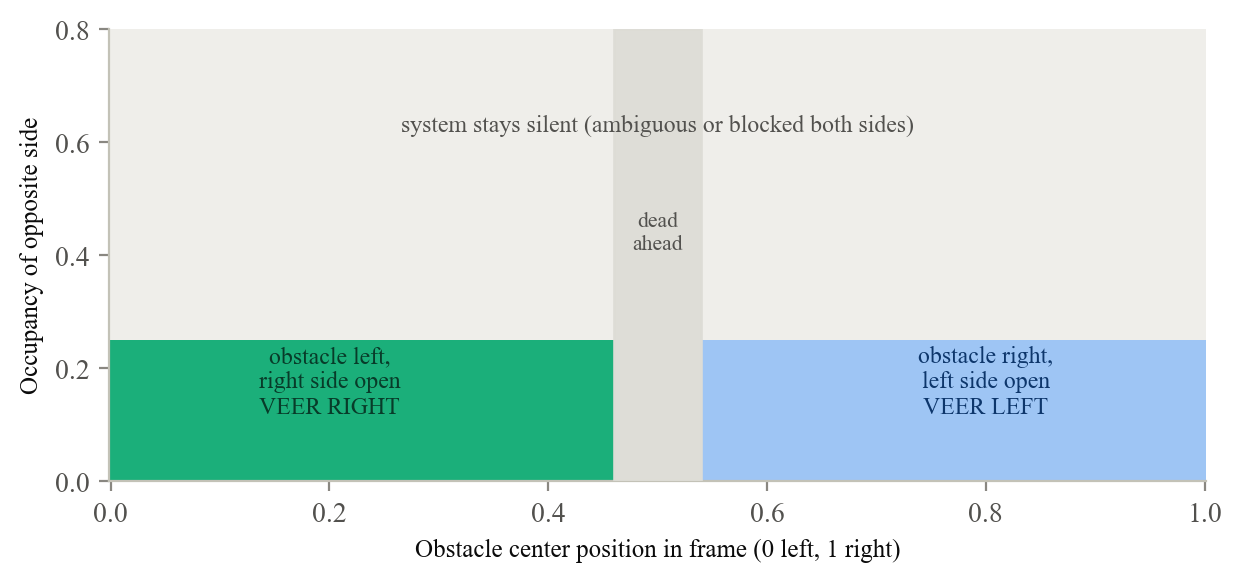 0.8
0.6
0.4
0.2
0.0
Occupancy of opposite side
system stays silent (ambiguous or blocked both sides)
dead
ahead
obstacle left,
right side open
VEER RIGHT
obstacle right,
left side open
VEER LEFT
0.0 0.2 0.4 0.6 0.8 1.0
Obstacle center position in frame (0 left, 1 right)